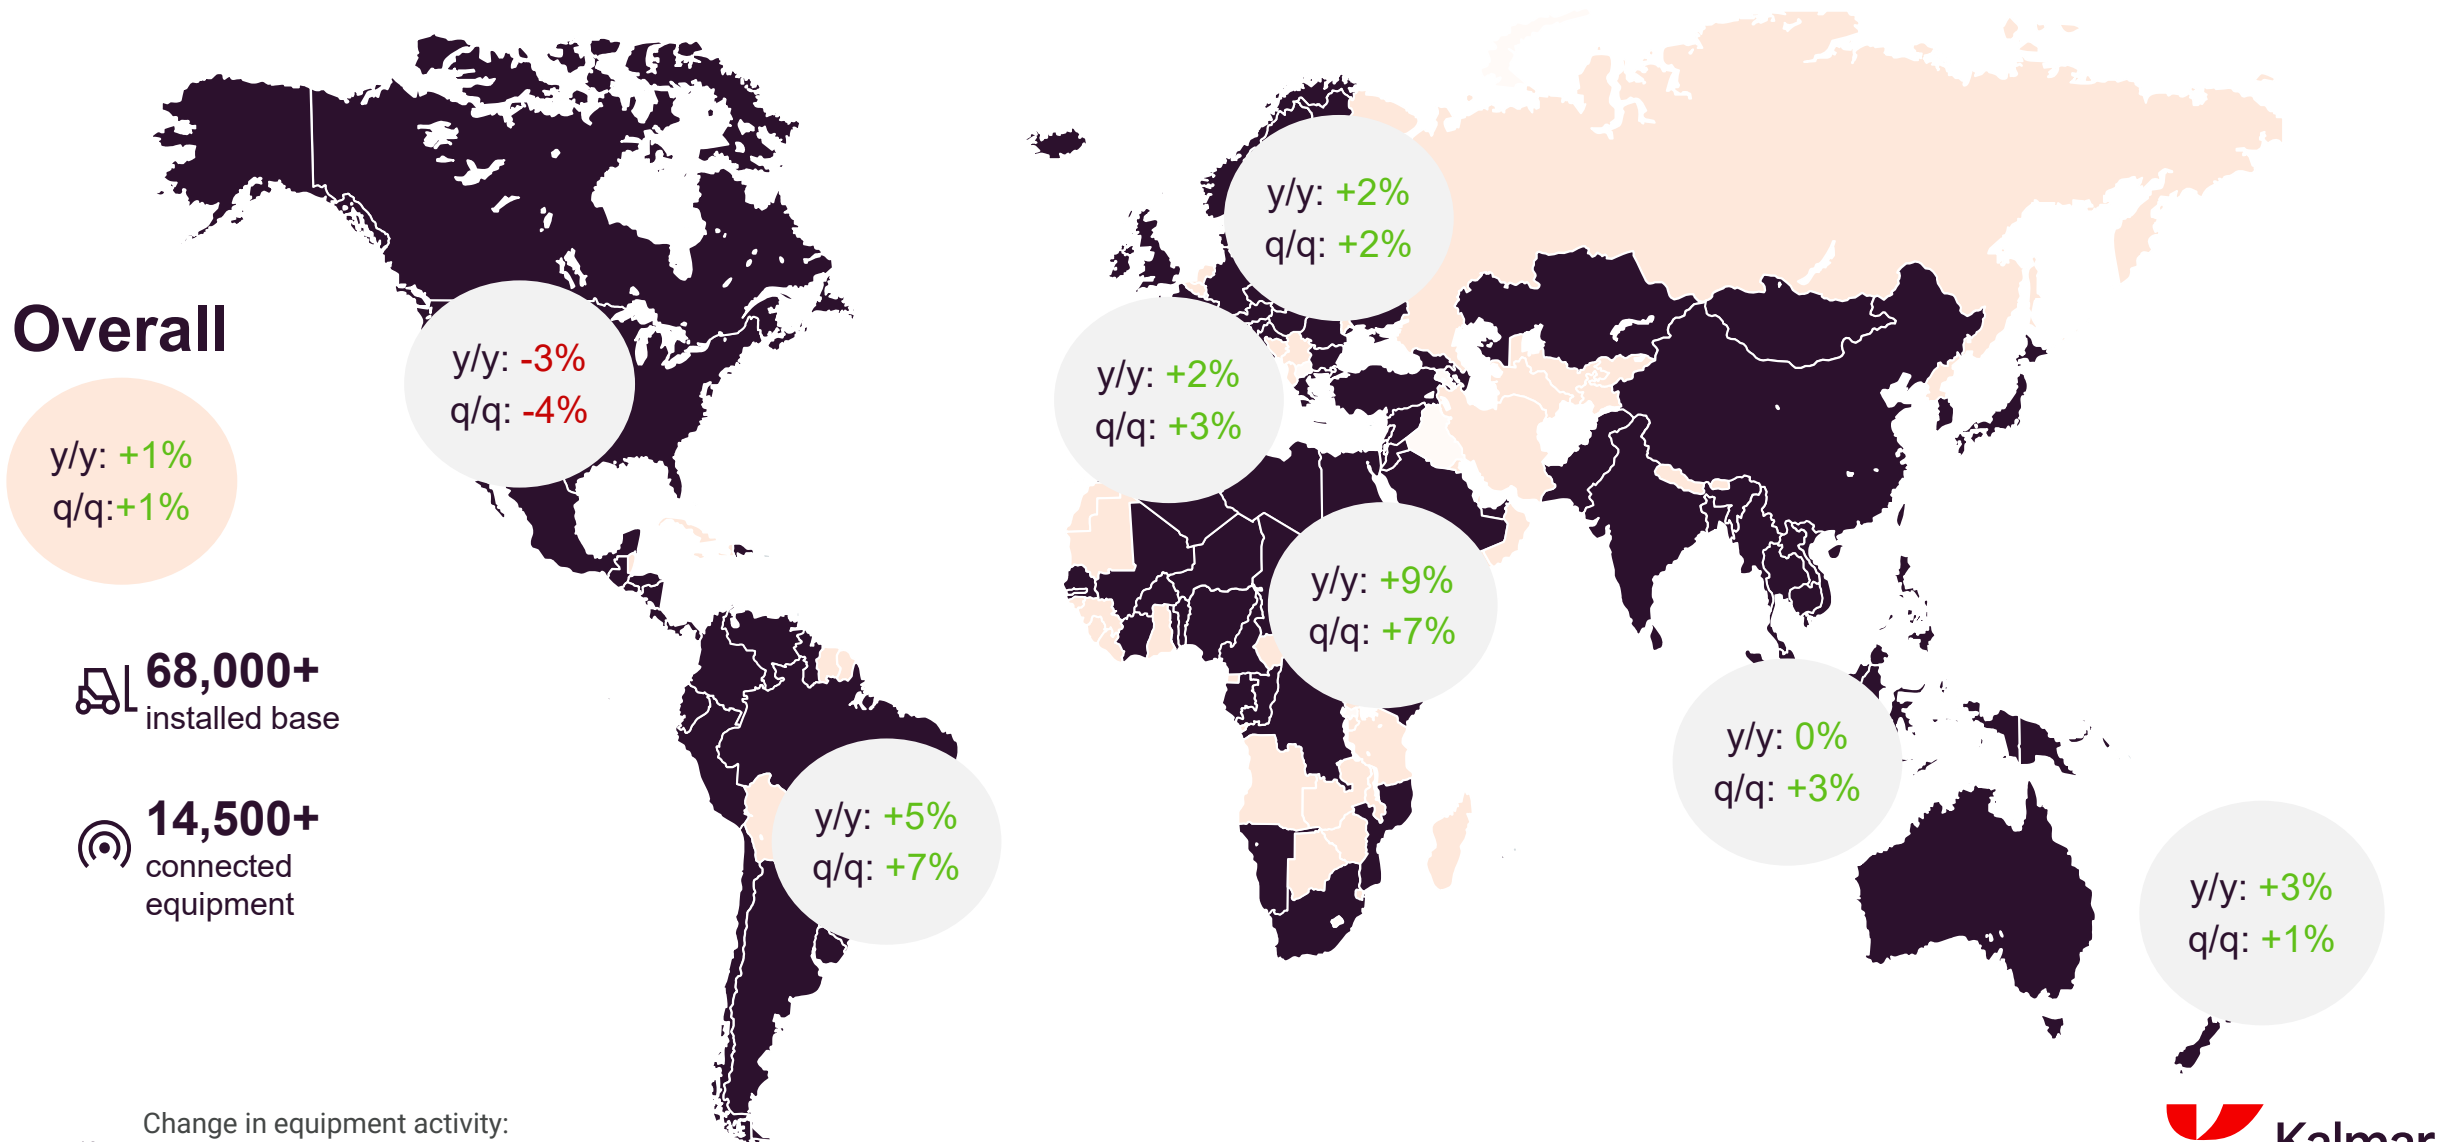 Overall
y/y: +1%
q/q:+1%
68,000+
installed base
14,500+
connected
equipment
y/y: -3%
q/q: -4%
y/y: +5%
q/q: +7%
y/y: +2%
q/q: +2%
y/y: +2%
q/q: +3%
y/y: +9%
q/q: +7%
y/y: 0%
q/q: +3%
y/y: +3%
q/q: +1%
Change in equipment activity:
Kalmar